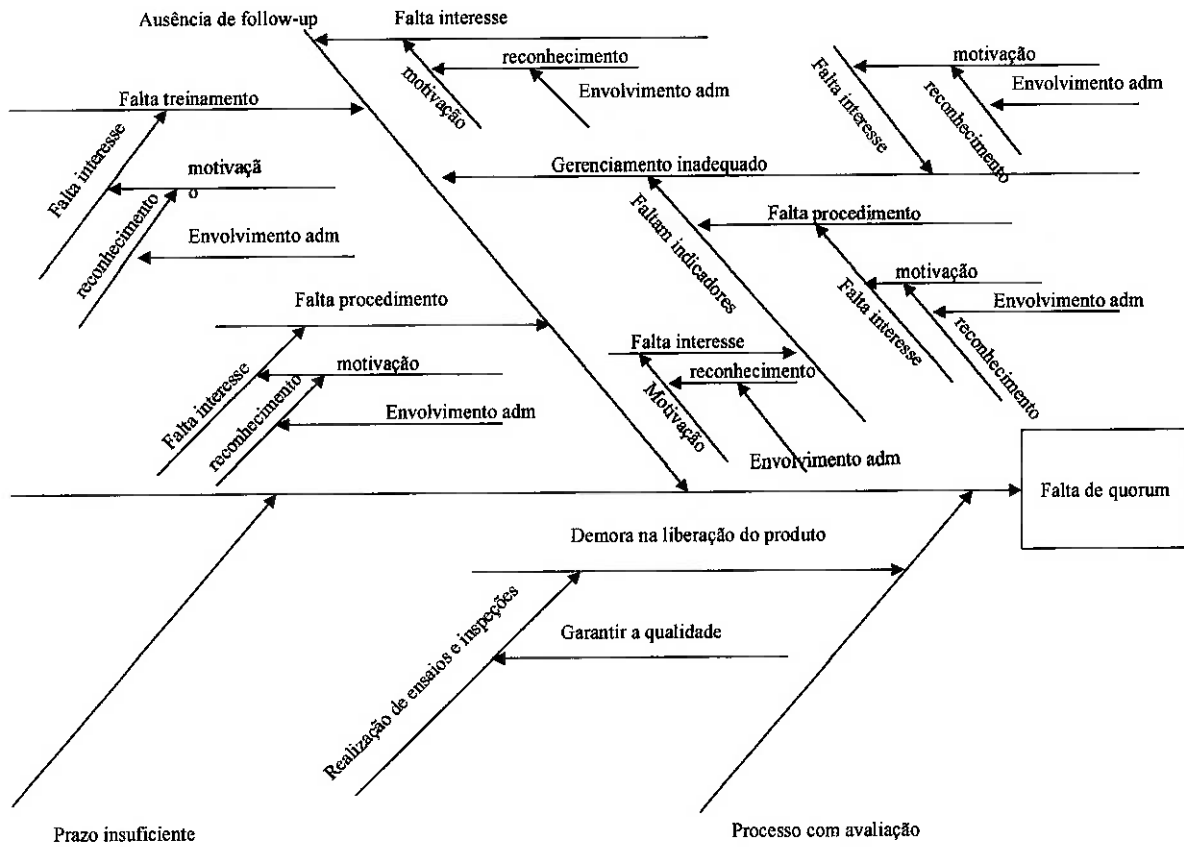 Ausência de follow-up
Falta interesse
motivação
reconhecimento
Envolvimento adm
Falta interesse
motivação
reconhecimento
Envolvimento adm
Falta treinamento
Falta interesse
motivaçã
o
reconhecimento
Envolvimento adm
Gerenciamento inadequado
Faltam indicadores
Falta procedimento
Falta interesse
motivação
reconhecimento
Envolvimento adm
Falta procedimento
Falta interesse
motivação
reconhecimento
Envolvimento adm
Falta interesse
Motivação
reconhecimento
Envolvimento adm
Falta de quorum
Demora na liberação do produto
Realização de ensaios e inspeções
Garantir a qualidade
Prazo insuficiente
Processo com avaliação